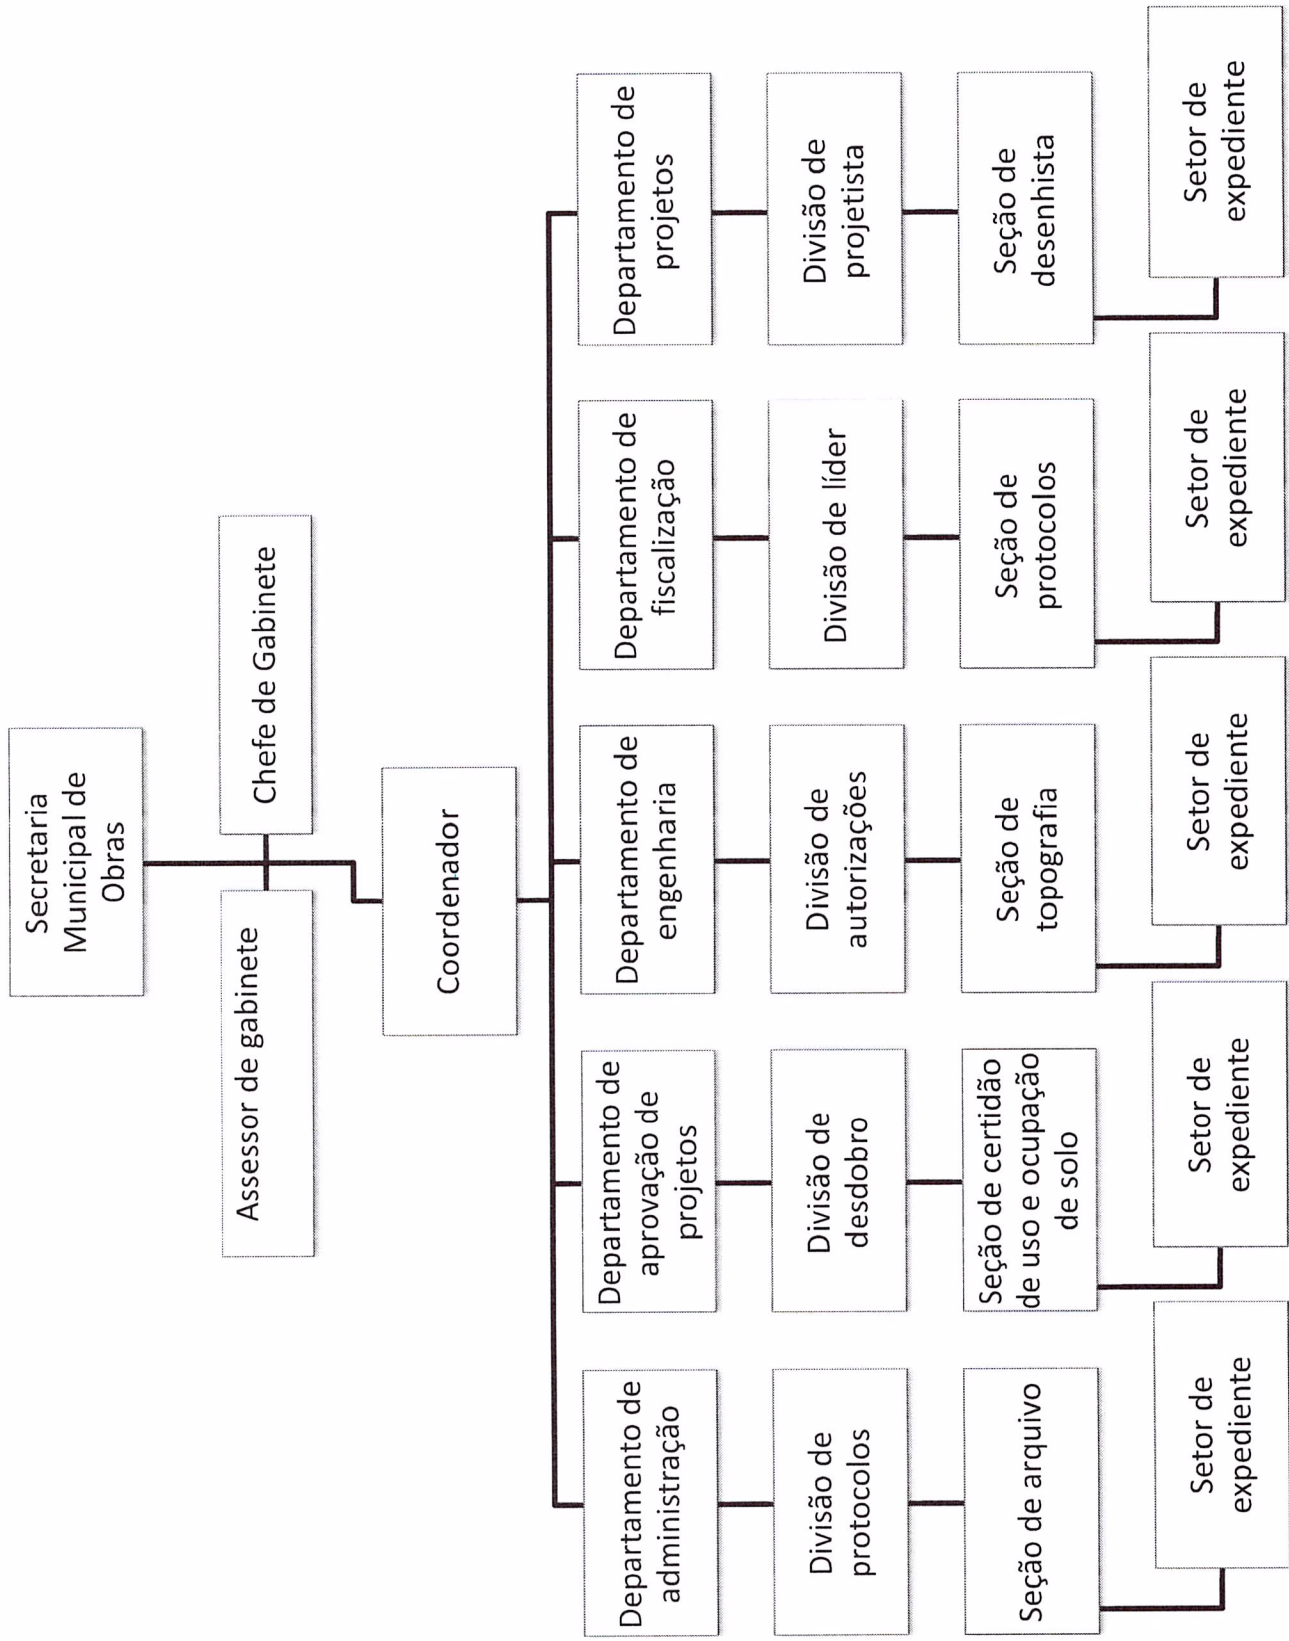 Secretaria
Municipal de
Obras
Assessor de gabinete
Chefe de Gabinete
Coordenador
Departamento de
administração
Departamento de
aprovação de
projetos
Departamento de
engenharia
Departamento de
fiscalização
Departamento de
projetos
Divisão de
protocolos
Divisão de
desdobro
Divisão de
autorizações
Divisão de líder
Divisão de
projetista
Seção de arquivo
Seção de certidão
de uso e ocupação
de solo
Seção de
topografia
Seção de
protocolos
Seção de
desenhista
Setor de
expediente
Setor de
expediente
Setor de
expediente
Setor de
expediente
Setor de
expediente